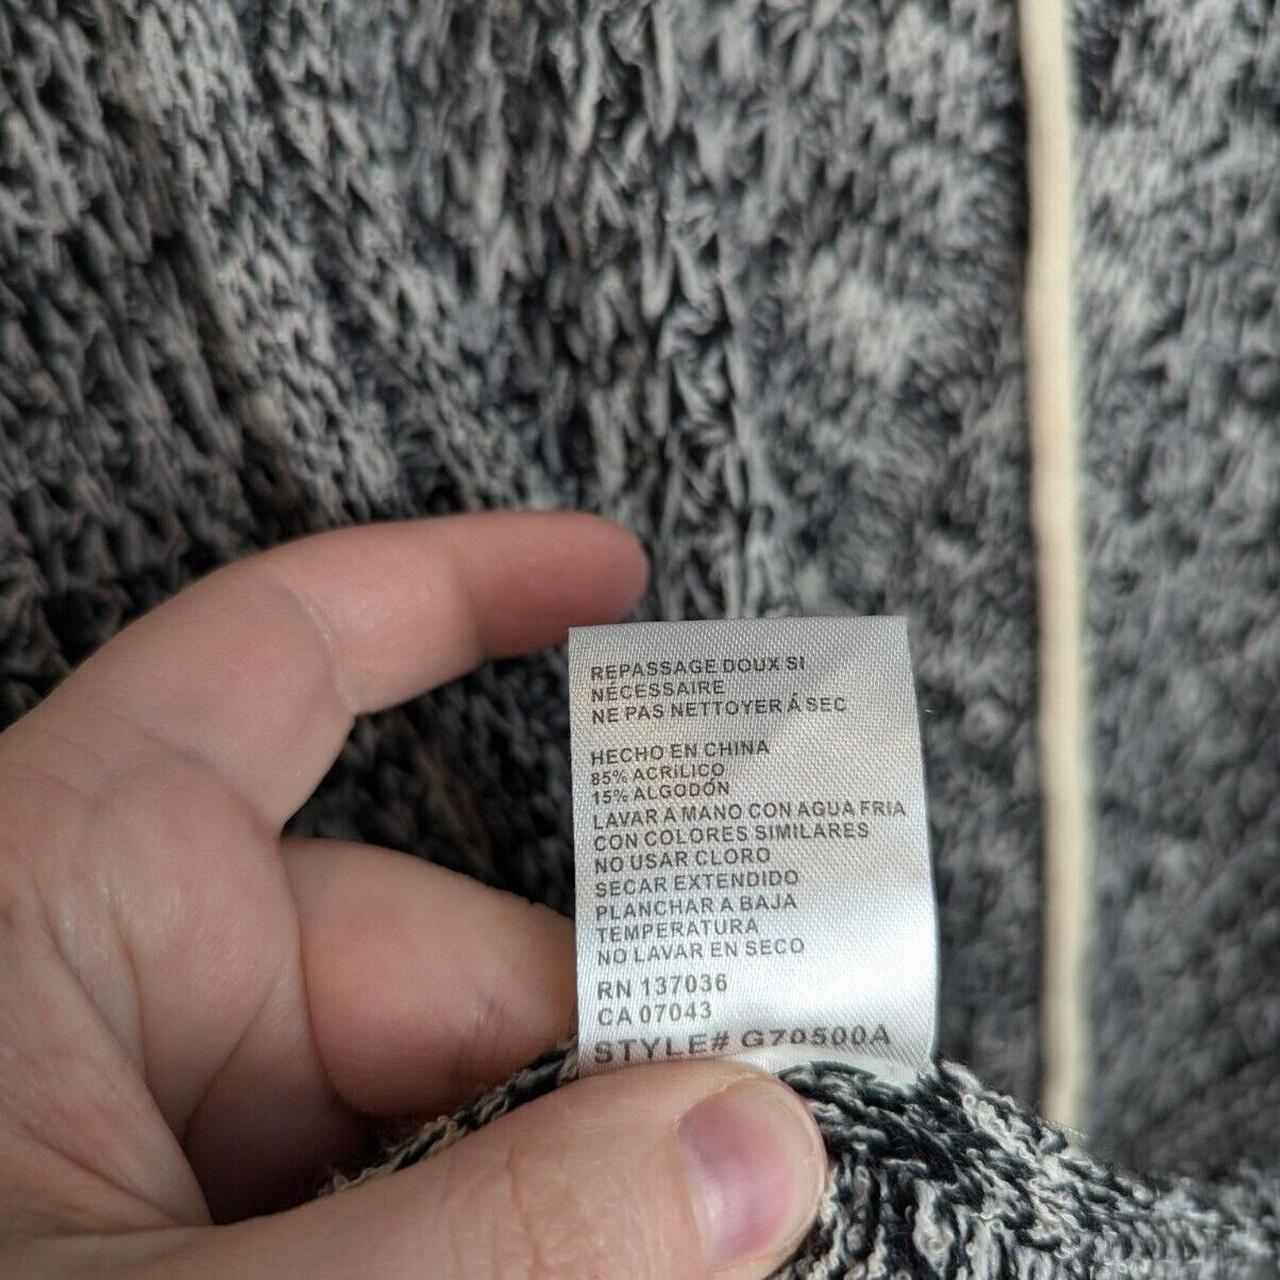 REPASSAGE DOUX SI
NÉCESSAIRE
NE PAS NETTOYER Á SEC
HECHO EN CHINA
85% ACRÍLICO
15% ALGODÓN
LAVAR A MANO CON AGUA FRIA
CON COLORES SIMILARES
NO USAR CLORO
SECAR EXTENDIDO
PLANCHAR A BAJA
TEMPERATURA
NO LAVAR EN SECO
RN 137036
CA 07043
STYLE# G70500A